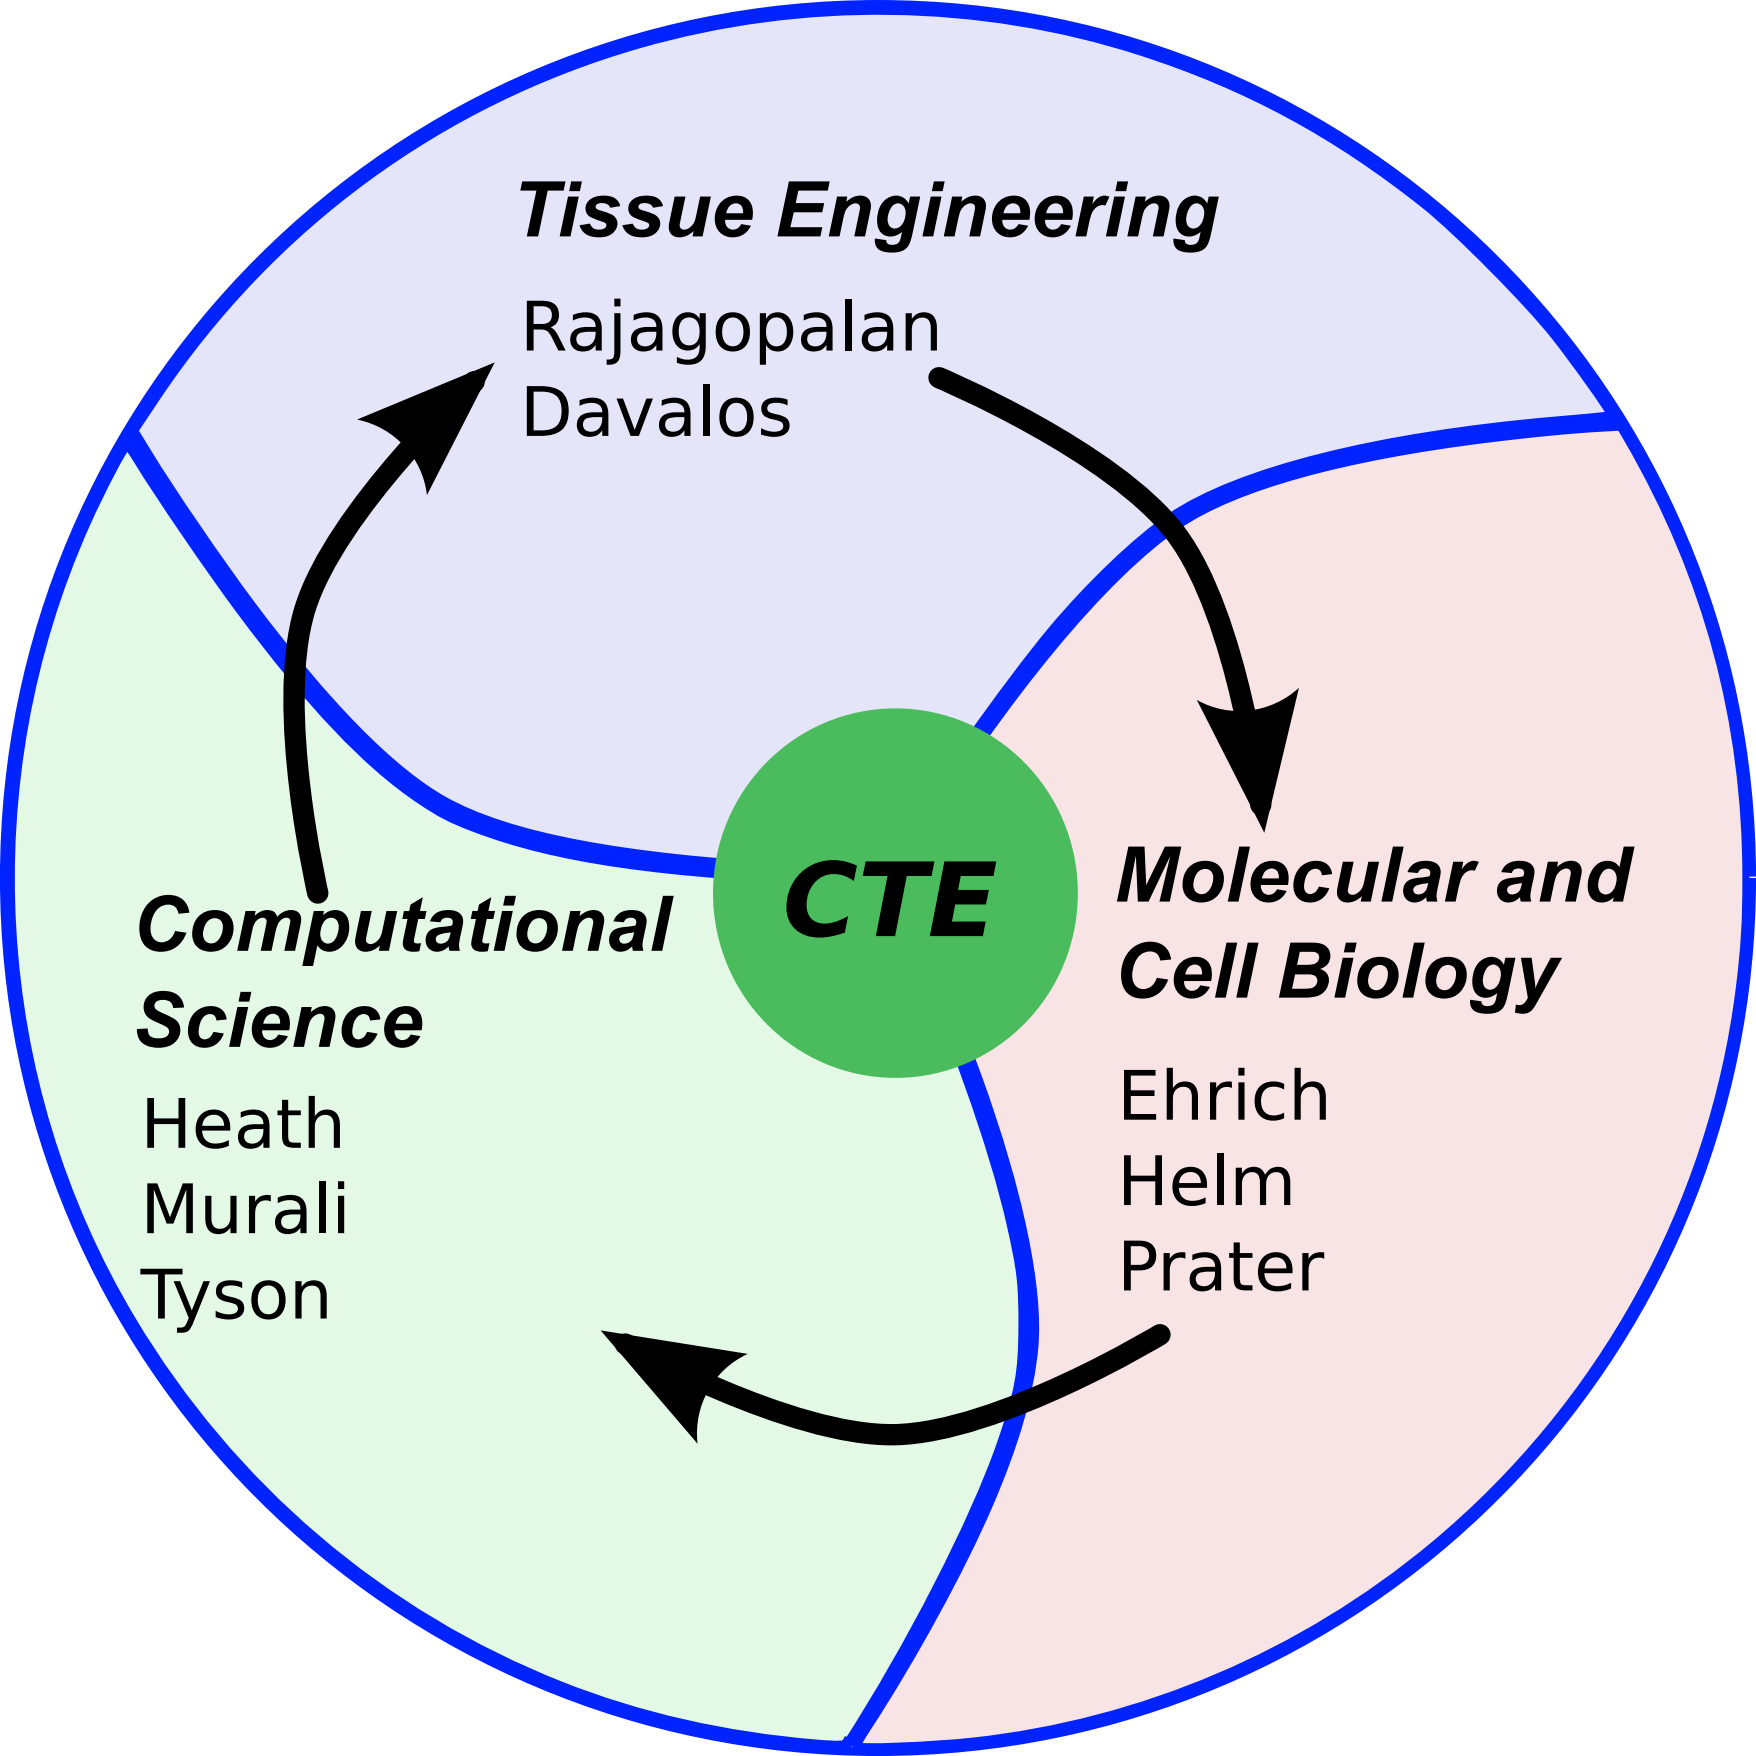 Tissue Engineering
Rajagopalan
Davalos
CTE
Computational
Science
Heath
Murali
Tyson
Molecular and
Cell Biology
Ehrich
Helm
Prater